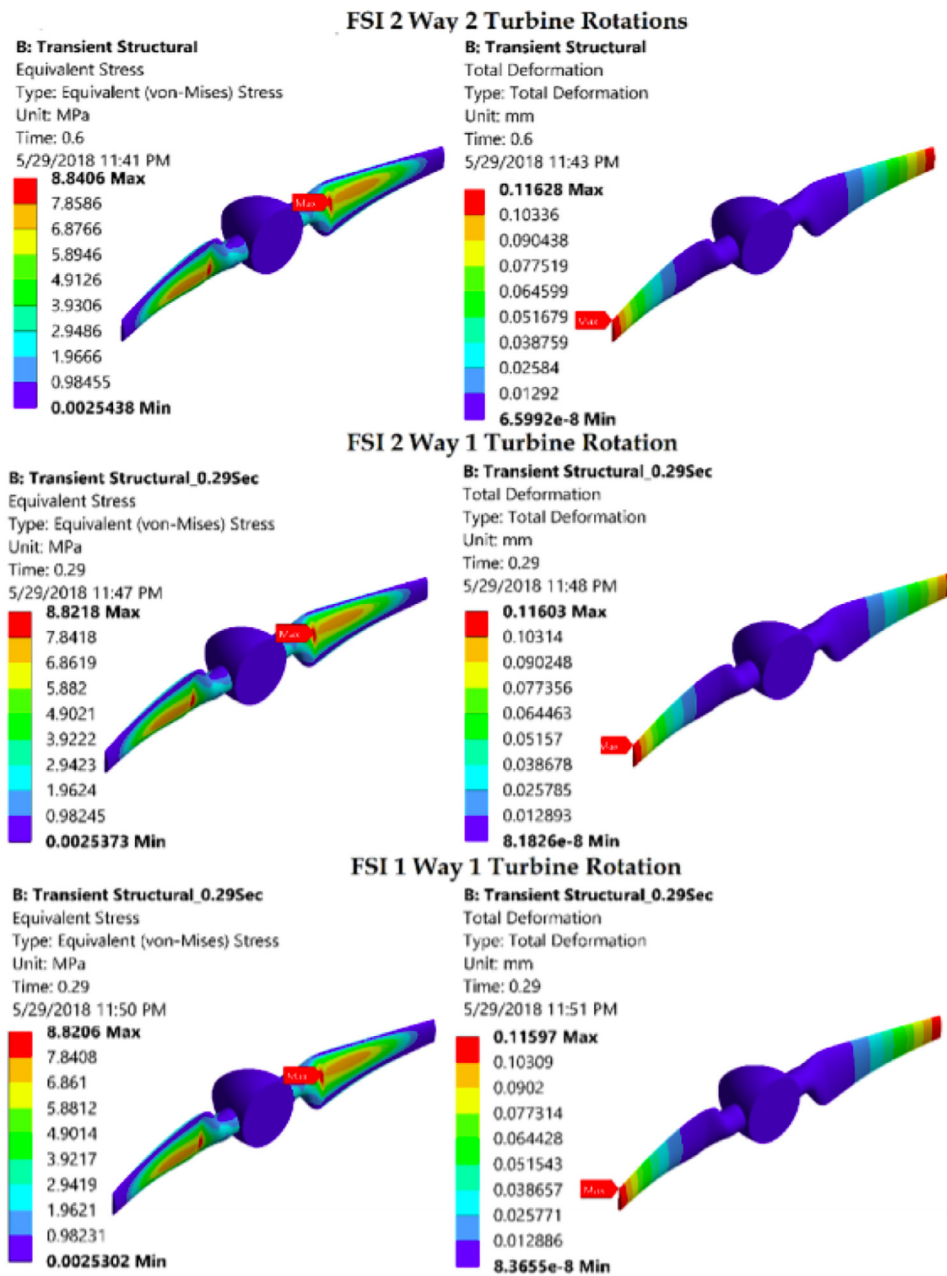 FSI 2 Way 2 Turbine Rotations
B: Transient Structural
Equivalent Stress
Type: Equivalent (von-Mises) Stress
Unit: MPa
Time: 0.6
5/29/2018 11:41 PM
8.8406 Max
7.8586
6.8766
5.8946
4.9126
3.9306
2.9486
1.9666
0.98455
0.0025438 Min
Max
B: Transient Structural
Total Deformation
Type: Total Deformation
Unit: mm
Time: 0.6
5/29/2018 11:43 PM
0.11628 Max
0.10336
0.090438
0.077519
0.064599
0.051679
0.038759
0.02584
0.01292
6.5992e-8 Min
Max
FSI 2 Way 1 Turbine Rotation
B: Transient Structural_0.29Sec
Equivalent Stress
Type: Equivalent (von-Mises) Stress
Unit: MPa
Time: 0.29
5/29/2018 11:47 PM
8.8218 Max
7.8418
6.8619
5.882
4.9021
3.9222
2.9423
1.9624
0.98245
0.0025373 Min
Max
B: Transient Structural_0.29Sec
Total Deformation
Type: Total Deformation
Unit: mm
Time: 0.29
5/29/2018 11:48 PM
0.11603 Max
0.10314
0.090248
0.077356
0.064463
0.05157
0.038678
0.025785
0.012893
8.1826e-8 Min
Max
FSI 1 Way 1 Turbine Rotation
B: Transient Structural_0.29Sec
Equivalent Stress
Type: Equivalent (von-Mises) Stress
Unit: MPa
Time: 0.29
5/29/2018 11:50 PM
8.8206 Max
7.8408
6.861
5.8812
4.9014
3.9217
2.9419
1.9621
0.98231
0.0025302 Min
Max
B: Transient Structural_0.29Sec
Total Deformation
Type: Total Deformation
Unit: mm
Time: 0.29
5/29/2018 11:51 PM
0.11597 Max
0.10309
0.0902
0.077314
0.064428
0.051543
0.038657
0.025771
0.012886
8.3655e-8 Min
Max